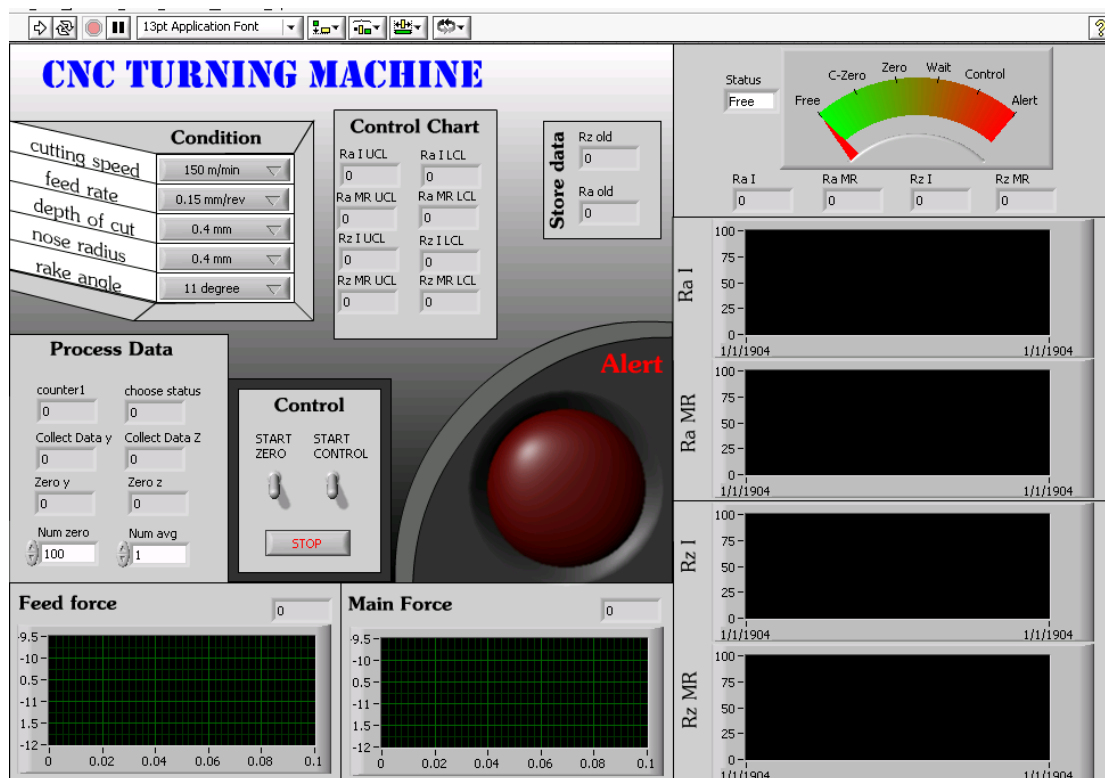 13pt Application Font
CNC TURNING MACHINE
Condition
cutting speed 150 m/min
feed rate 0.15 mm/rev
depth of cut 0.4 mm
nose radius 0.4 mm
rake angle 11 degree
Control Chart
Ra I UCL Ra I LCL
0 0
Ra MR UCL Ra MR LCL
0 0
Rz I UCL Rz I LCL
0 0
Rz MR UCL Rz MR LCL
0 0
Store data
Rz old
0
Ra old
0
Status
Free
Free C-Zero Zero Wait Control Alert
Ra I Ra MR Rz I Rz MR
0 0 0 0
Process Data
counter1 choose status
0 0
Collect Data y Collect Data Z
0 0
Zero y Zero z
0 0
Num zero Num avg
100 1
Control
START ZERO START CONTROL
STOP
Alert
Ra I
100
75
50
25
0
1/1/1904 1/1/1904
Ra MR
100
75
50
25
0
1/1/1904 1/1/1904
Rz I
100
75
50
25
0
1/1/1904 1/1/1904
Rz MR
100
75
50
25
0
1/1/1904 1/1/1904
Feed force 0
-9.5
-10
0.5
-11
1.5
-12
0 0.02 0.04 0.06 0.08 0.1
Main Force 0
-9.5
-10
0.5
-11
1.5
-12
0 0.02 0.04 0.06 0.08 0.1
?